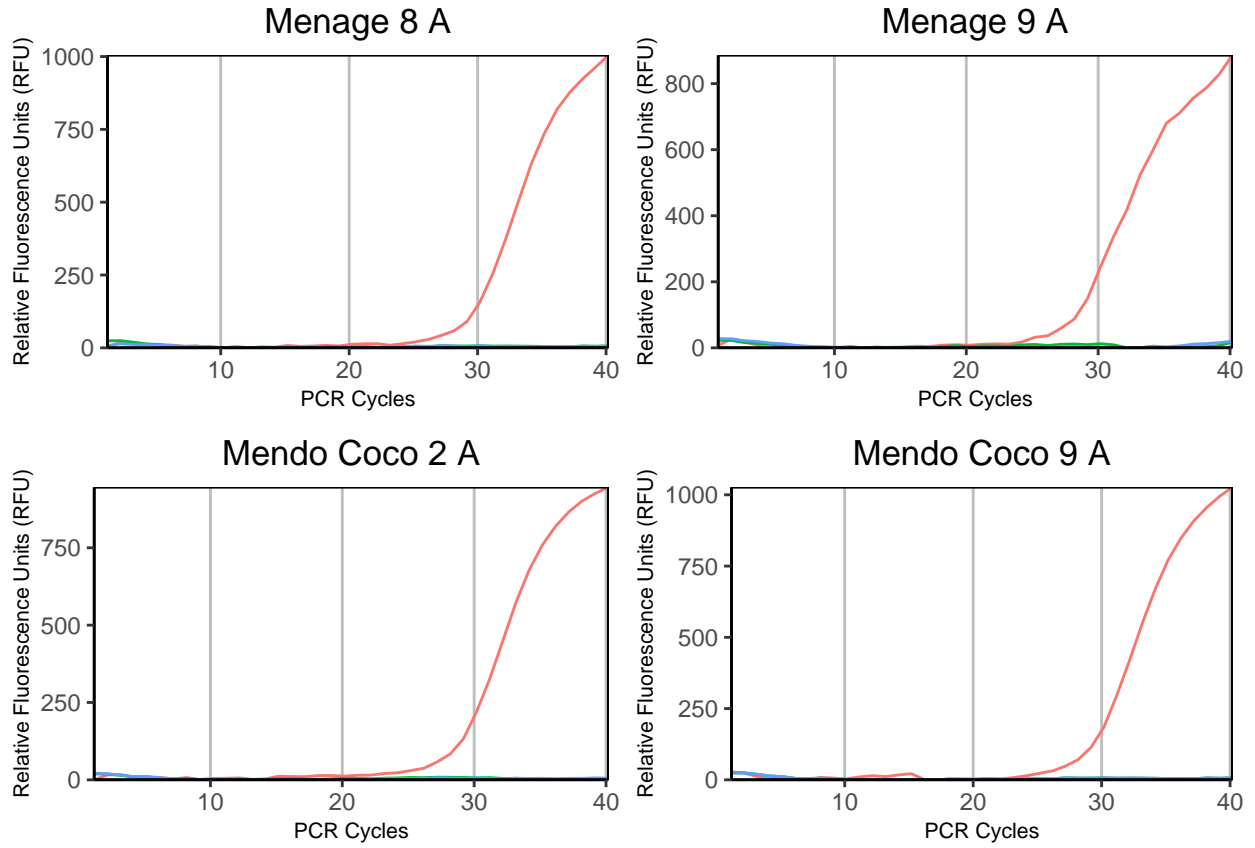 Menage 8 A
Relative Fluorescence Units (RFU)
1000
750
500
250
0
10 20 30 40
PCR Cycles
Menage 9 A
Relative Fluorescence Units (RFU)
800
600
400
200
0
10 20 30 40
PCR Cycles
Mendo Coco 2 A
Relative Fluorescence Units (RFU)
750
500
250
0
10 20 30 40
PCR Cycles
Mendo Coco 9 A
Relative Fluorescence Units (RFU)
1000
750
500
250
0
10 20 30 40
PCR Cycles